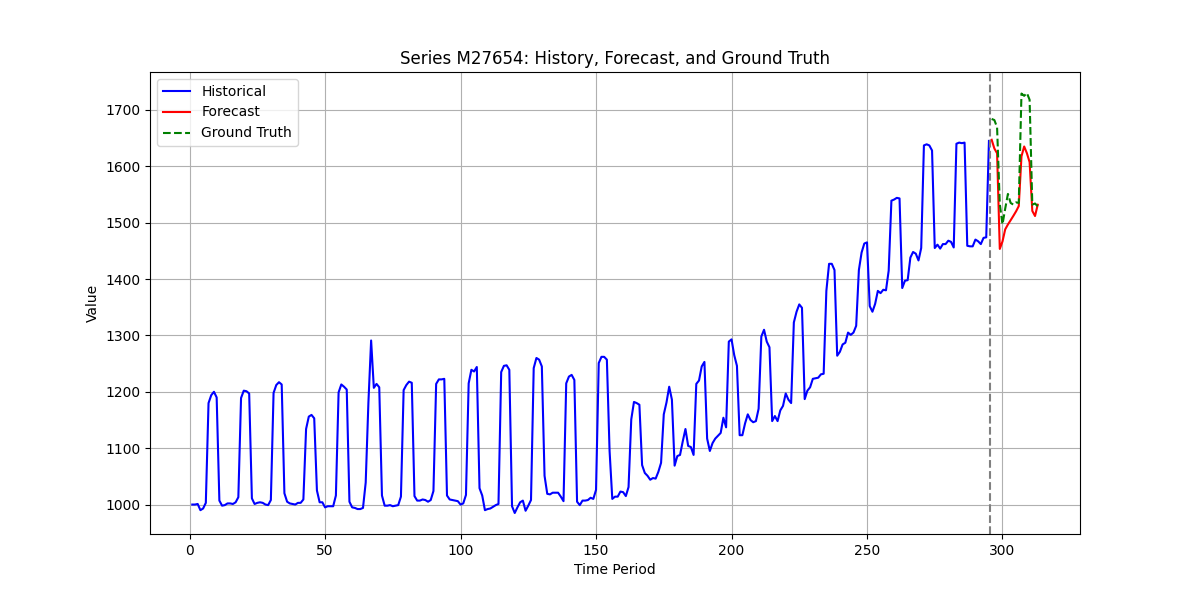 Series M27654: History, Forecast, and Ground Truth
Historical
Forecast
Ground Truth
Value
1700
1600
1500
1400
1300
1200
1100
1000
0 50 100 150 200 250 300
Time Period